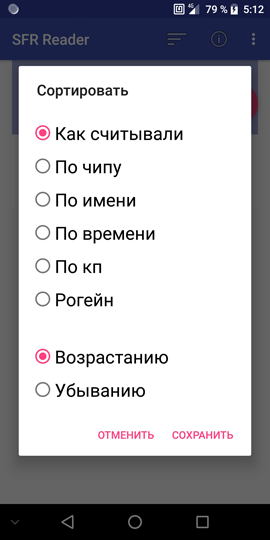 79 % 5:12
SFR Reader
Сортировать
Как считывали
По чипу
По имени
По времени
По кп
Рогейн
Возрастанию
Убыванию
ОТМЕНИТЬ СОХРАНИТЬ